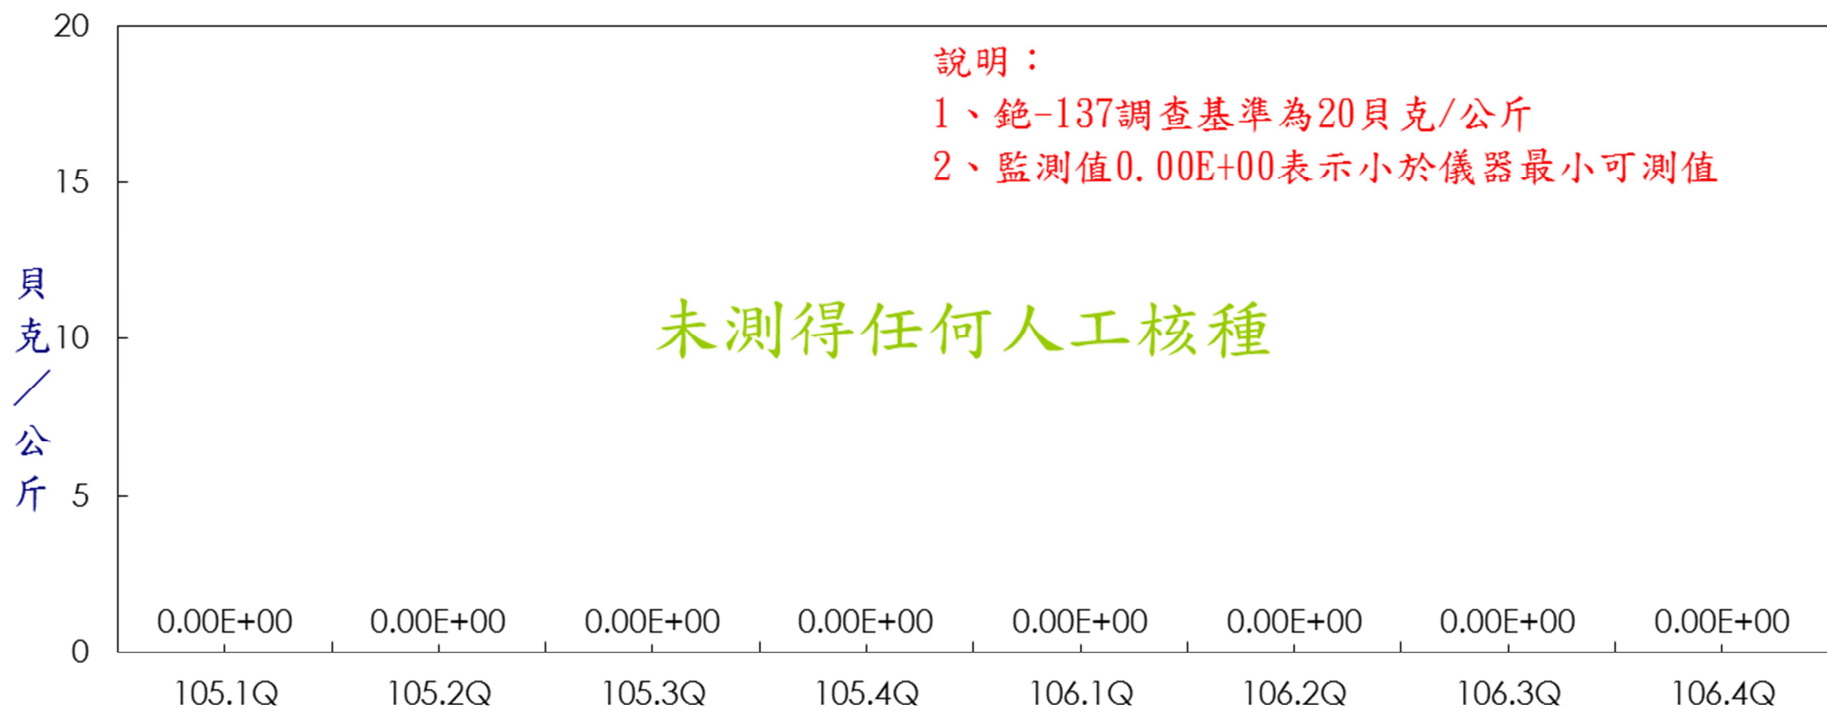 20
說明：
1、銫-137調查基準為20貝克/公斤
2、監測值0.00E+00表示小於儀器最小可測值
15
貝克/公斤
未測得任何人工核種
10
5
0.00E+00 0.00E+00 0.00E+00 0.00E+00 0.00E+00 0.00E+00 0.00E+00 0.00E+00
0
105.1Q 105.2Q 105.3Q 105.4Q 106.1Q 106.2Q 106.3Q 106.4Q